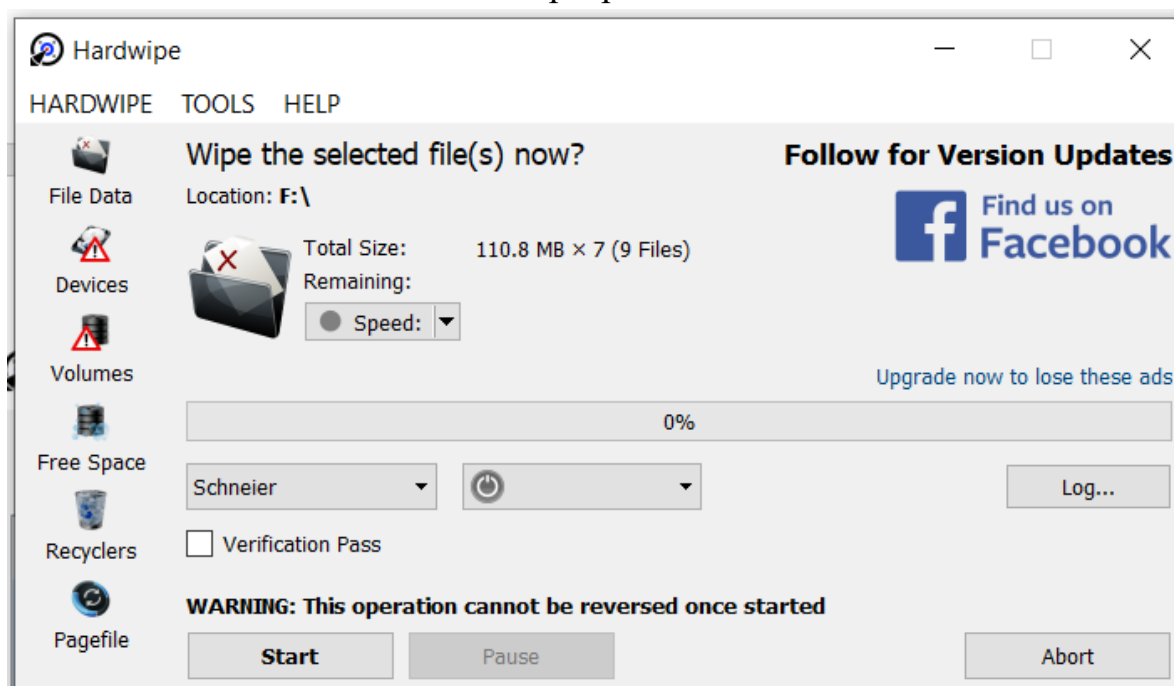 Hardwipe
HARDWIPE TOOLS HELP
File Data
Devices
Volumes
Free Space
Recyclers
Pagefile
Wipe the selected file(s) now?
Location: F:\
Total Size: 110.8 MB × 7 (9 Files)
Remaining:
Speed:
Follow for Version Updates
f Find us on
Facebook
Upgrade now to lose these ads
0%
Schneier
Log...
Verification Pass
WARNING: This operation cannot be reversed once started
Start Pause Abort